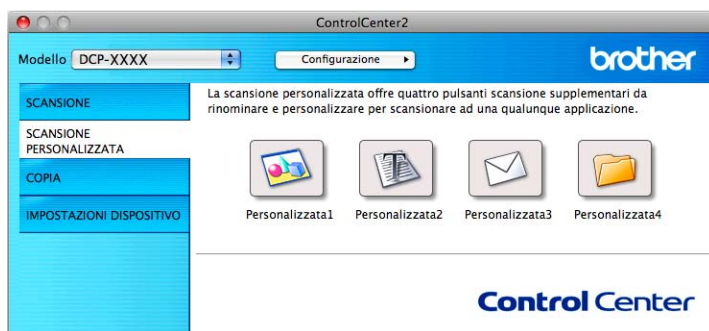 ControlCenter2
Modello DCP-XXXX Configurazione brother
SCANSIONE
SCANSIONE
PERSONALIZZATA
COPIA
IMPOSTAZIONI DISPOSITIVO
La scansione personalizzata offre quattro pulsanti scansione supplementari da
rinominare e personalizzare per scansionare ad una qualunque applicazione.
T
Personalizzata1 Personalizzata2 Personalizzata3 Personalizzata4
Control Center